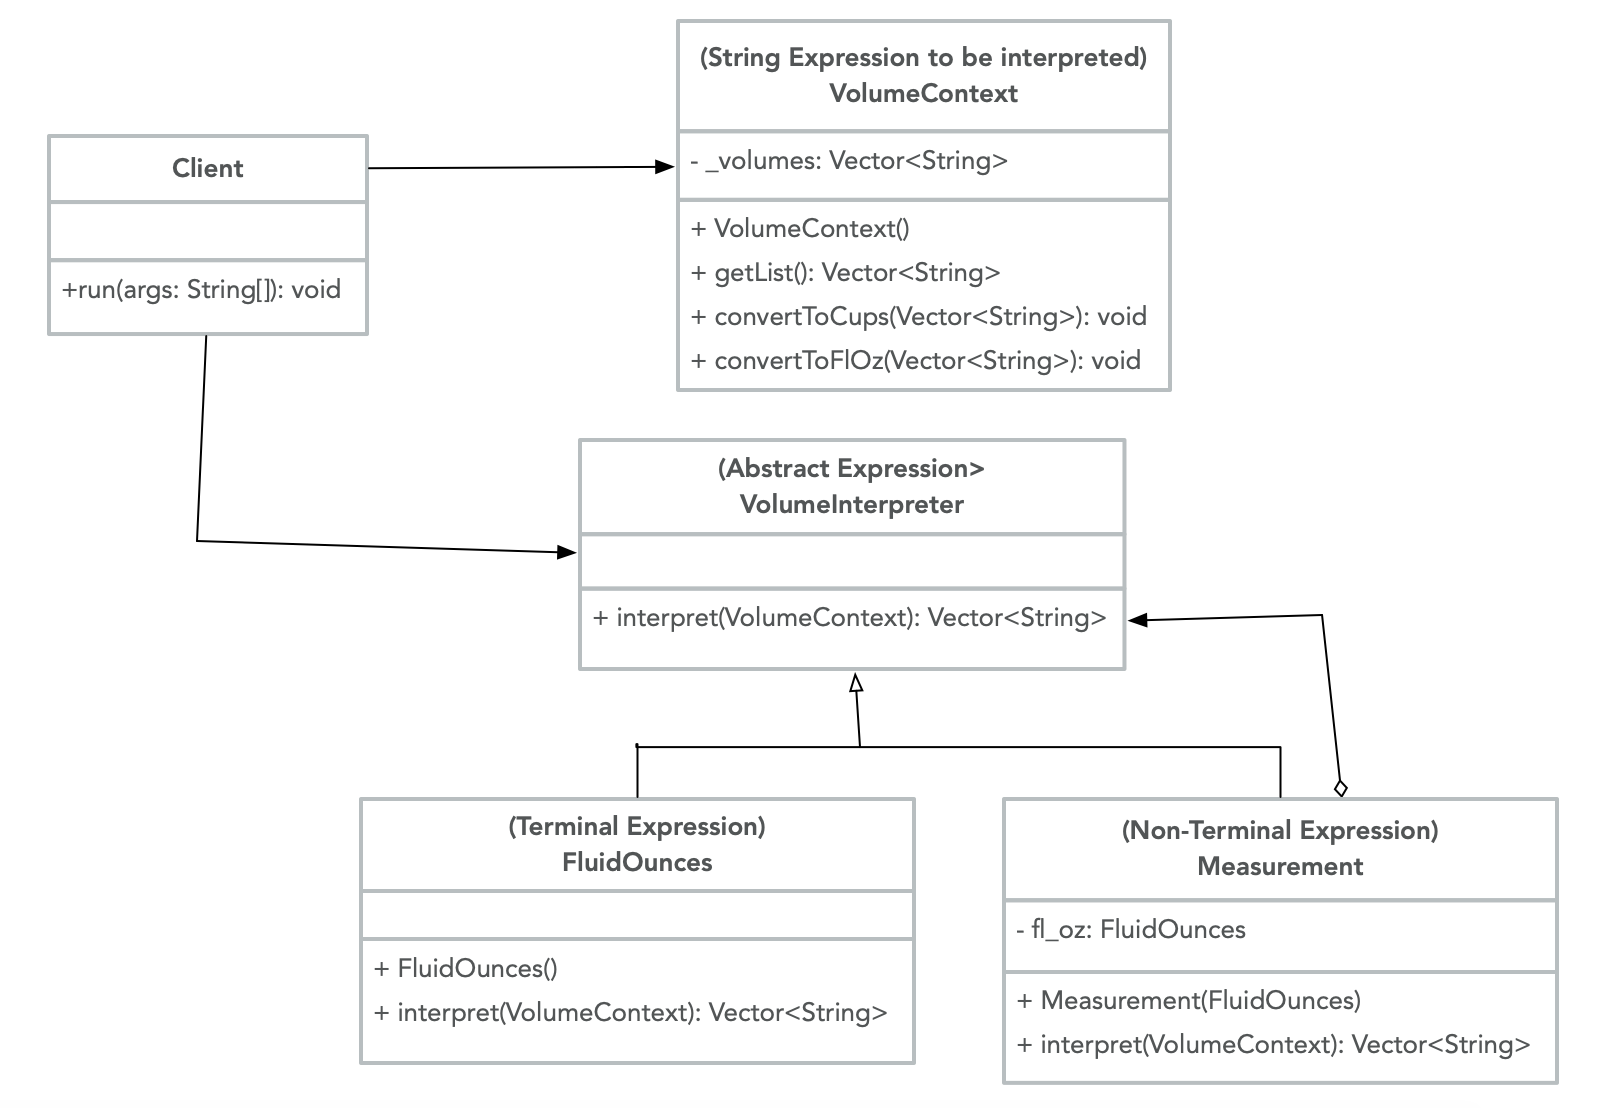 (String Expression to be interpreted)
VolumeContext
- _volumes: Vector<String>
+ VolumeContext()
+ getList(): Vector<String>
+ convertToCups(Vector<String>): void
+ convertToFlOz(Vector<String>): void
Client
+run(args: String[]): void
(Abstract Expression>
VolumeInterpreter
+ interpret(VolumeContext): Vector<String>
(Terminal Expression)
FluidOunces
+ FluidOunces()
+ interpret(VolumeContext): Vector<String>
(Non-Terminal Expression)
Measurement
- fl_oz: FluidOunces
+ Measurement(FluidOunces)
+ interpret(VolumeContext): Vector<String>